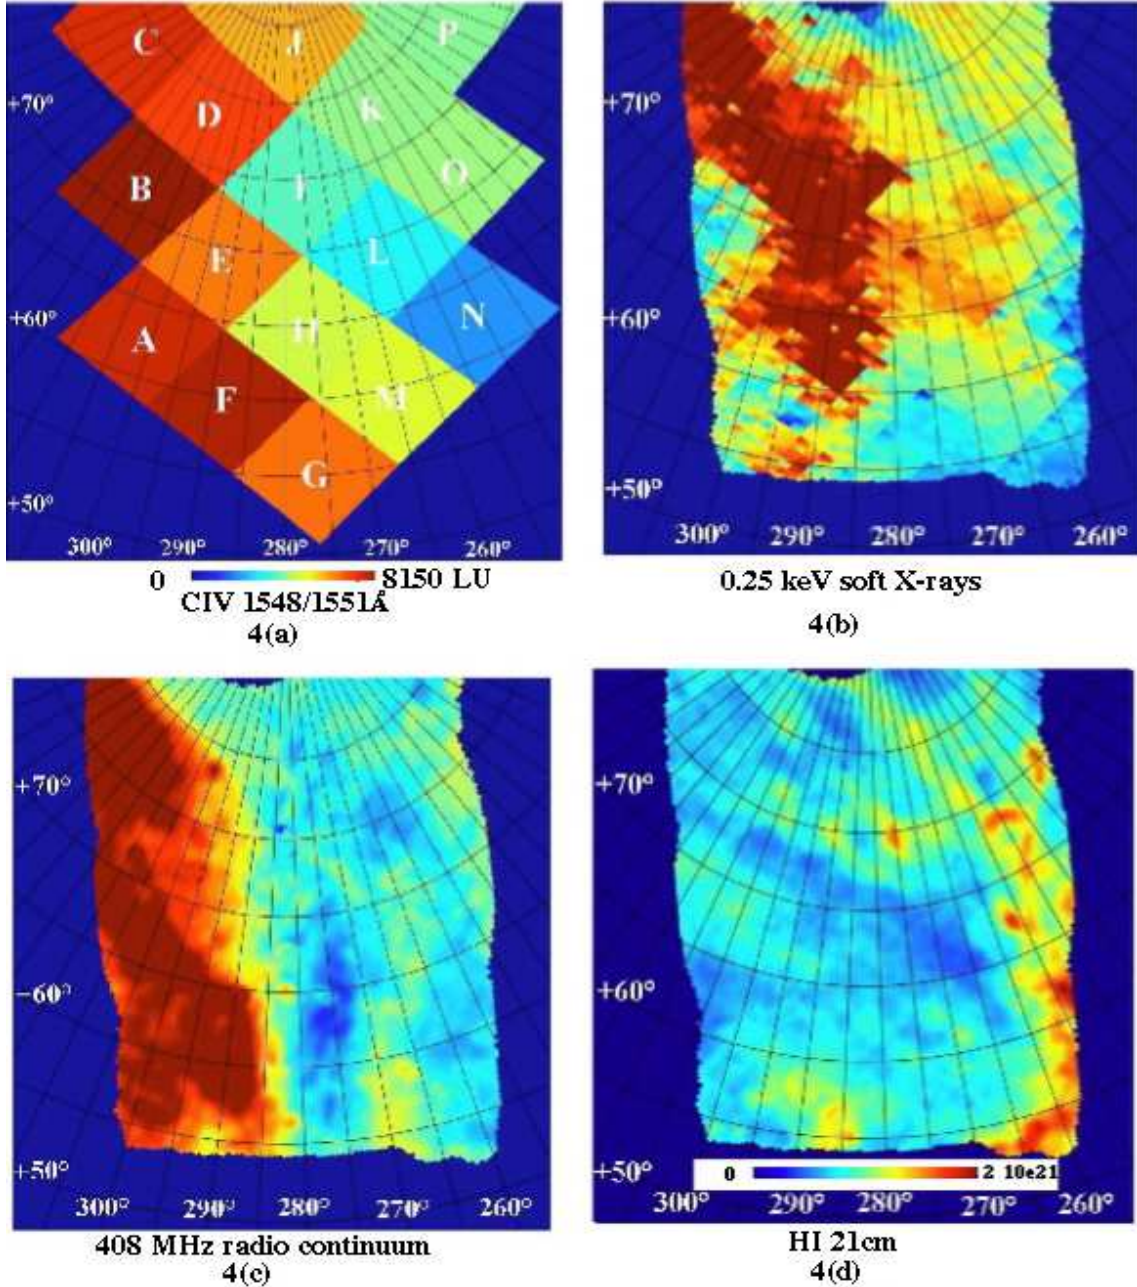 C
J
P
+70°
D
K
B
I
O
E
L
+60°
A
H
N
F
M
G
+50°
300° 290° 280° 270° 260°
0 8150 LU
CIV 1548/1551Å
4(a)
+70°
+60°
+50°
300° 290° 280° 270° 260°
0.25 keV soft X-rays
4(b)
+70°
+60°
+50°
300° 290° 280° 270° 260°
408 MHz radio continuum
4(c)
+70°
+60°
+50°
0 2 10e21
300° 290° 280° 270° 260°
HI 21cm
4(d)